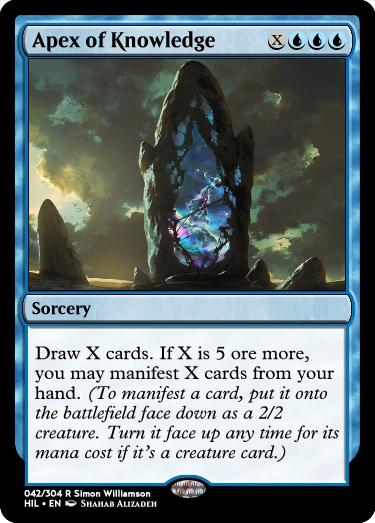 Apex of Knowledge X
Sorcery
Draw X cards. If X is 5 ore more,
you may manifest X cards from your
hand. (To manifest a card, put it onto
the battlefield face down as a 2/2
creature. Turn it face up any time for its
mana cost if it's a creature card.)
042/304 R Simon Williamson
HIL • EN Shahab Alizadeh